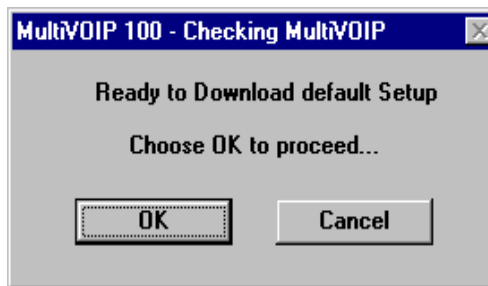 MultiVOIP 100 - Checking MultiVOIP
Ready to Download default Setup
Choose OK to proceed...
OK
Cancel